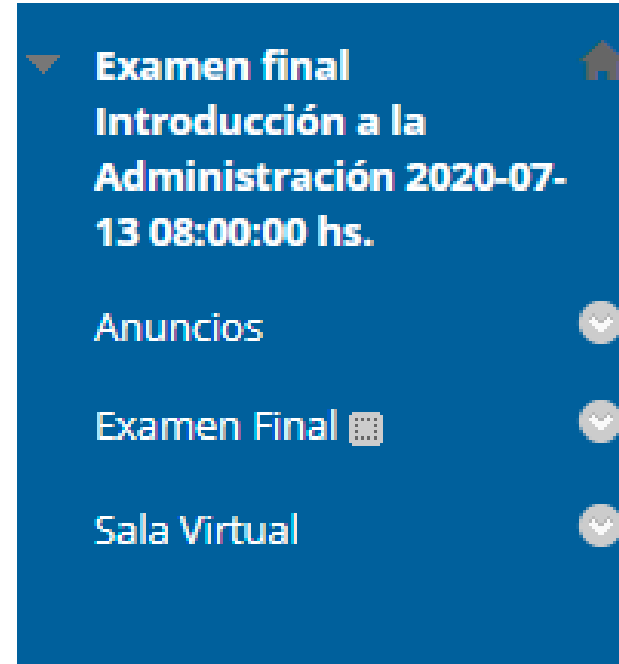 Examen final
Introducción a la
Administración 2020-07-
13 08:00:00 hs.
Anuncios
Examen Final
Sala Virtual